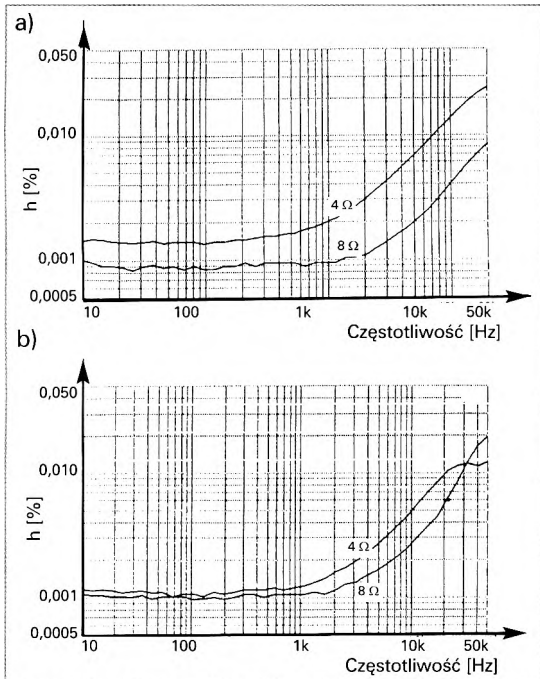 a)
0,050
0,010
h [%]
4 Ω
8 Ω
0,001
0,0005
10 100 1k 10k 50k
Częstotliwość [Hz]
b)
0,050
0,010
h [%]
4 Ω
8 Ω
0,001
0,0005
10 100 1k 10k 50k
Częstotliwość [Hz]